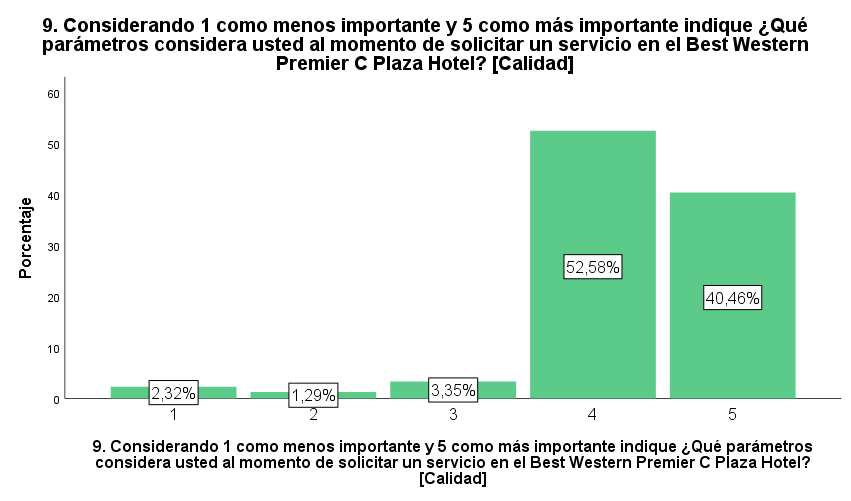 9. Considerando 1 como menos importante y 5 como más importante indique ¿Qué
parámetros considera usted al momento de solicitar un servicio en el Best Western
Premier C Plaza Hotel? [Calidad]
60
50
40
30
20
10
0
Porcentaje
2,32%
1,29%
3,35%
52,58%
40,46%
1
2
3
4
5
9. Considerando 1 como menos importante y 5 como más importante indique ¿Qué parámetros
considera usted al momento de solicitar un servicio en el Best Western Premier C Plaza Hotel?
[Calidad]